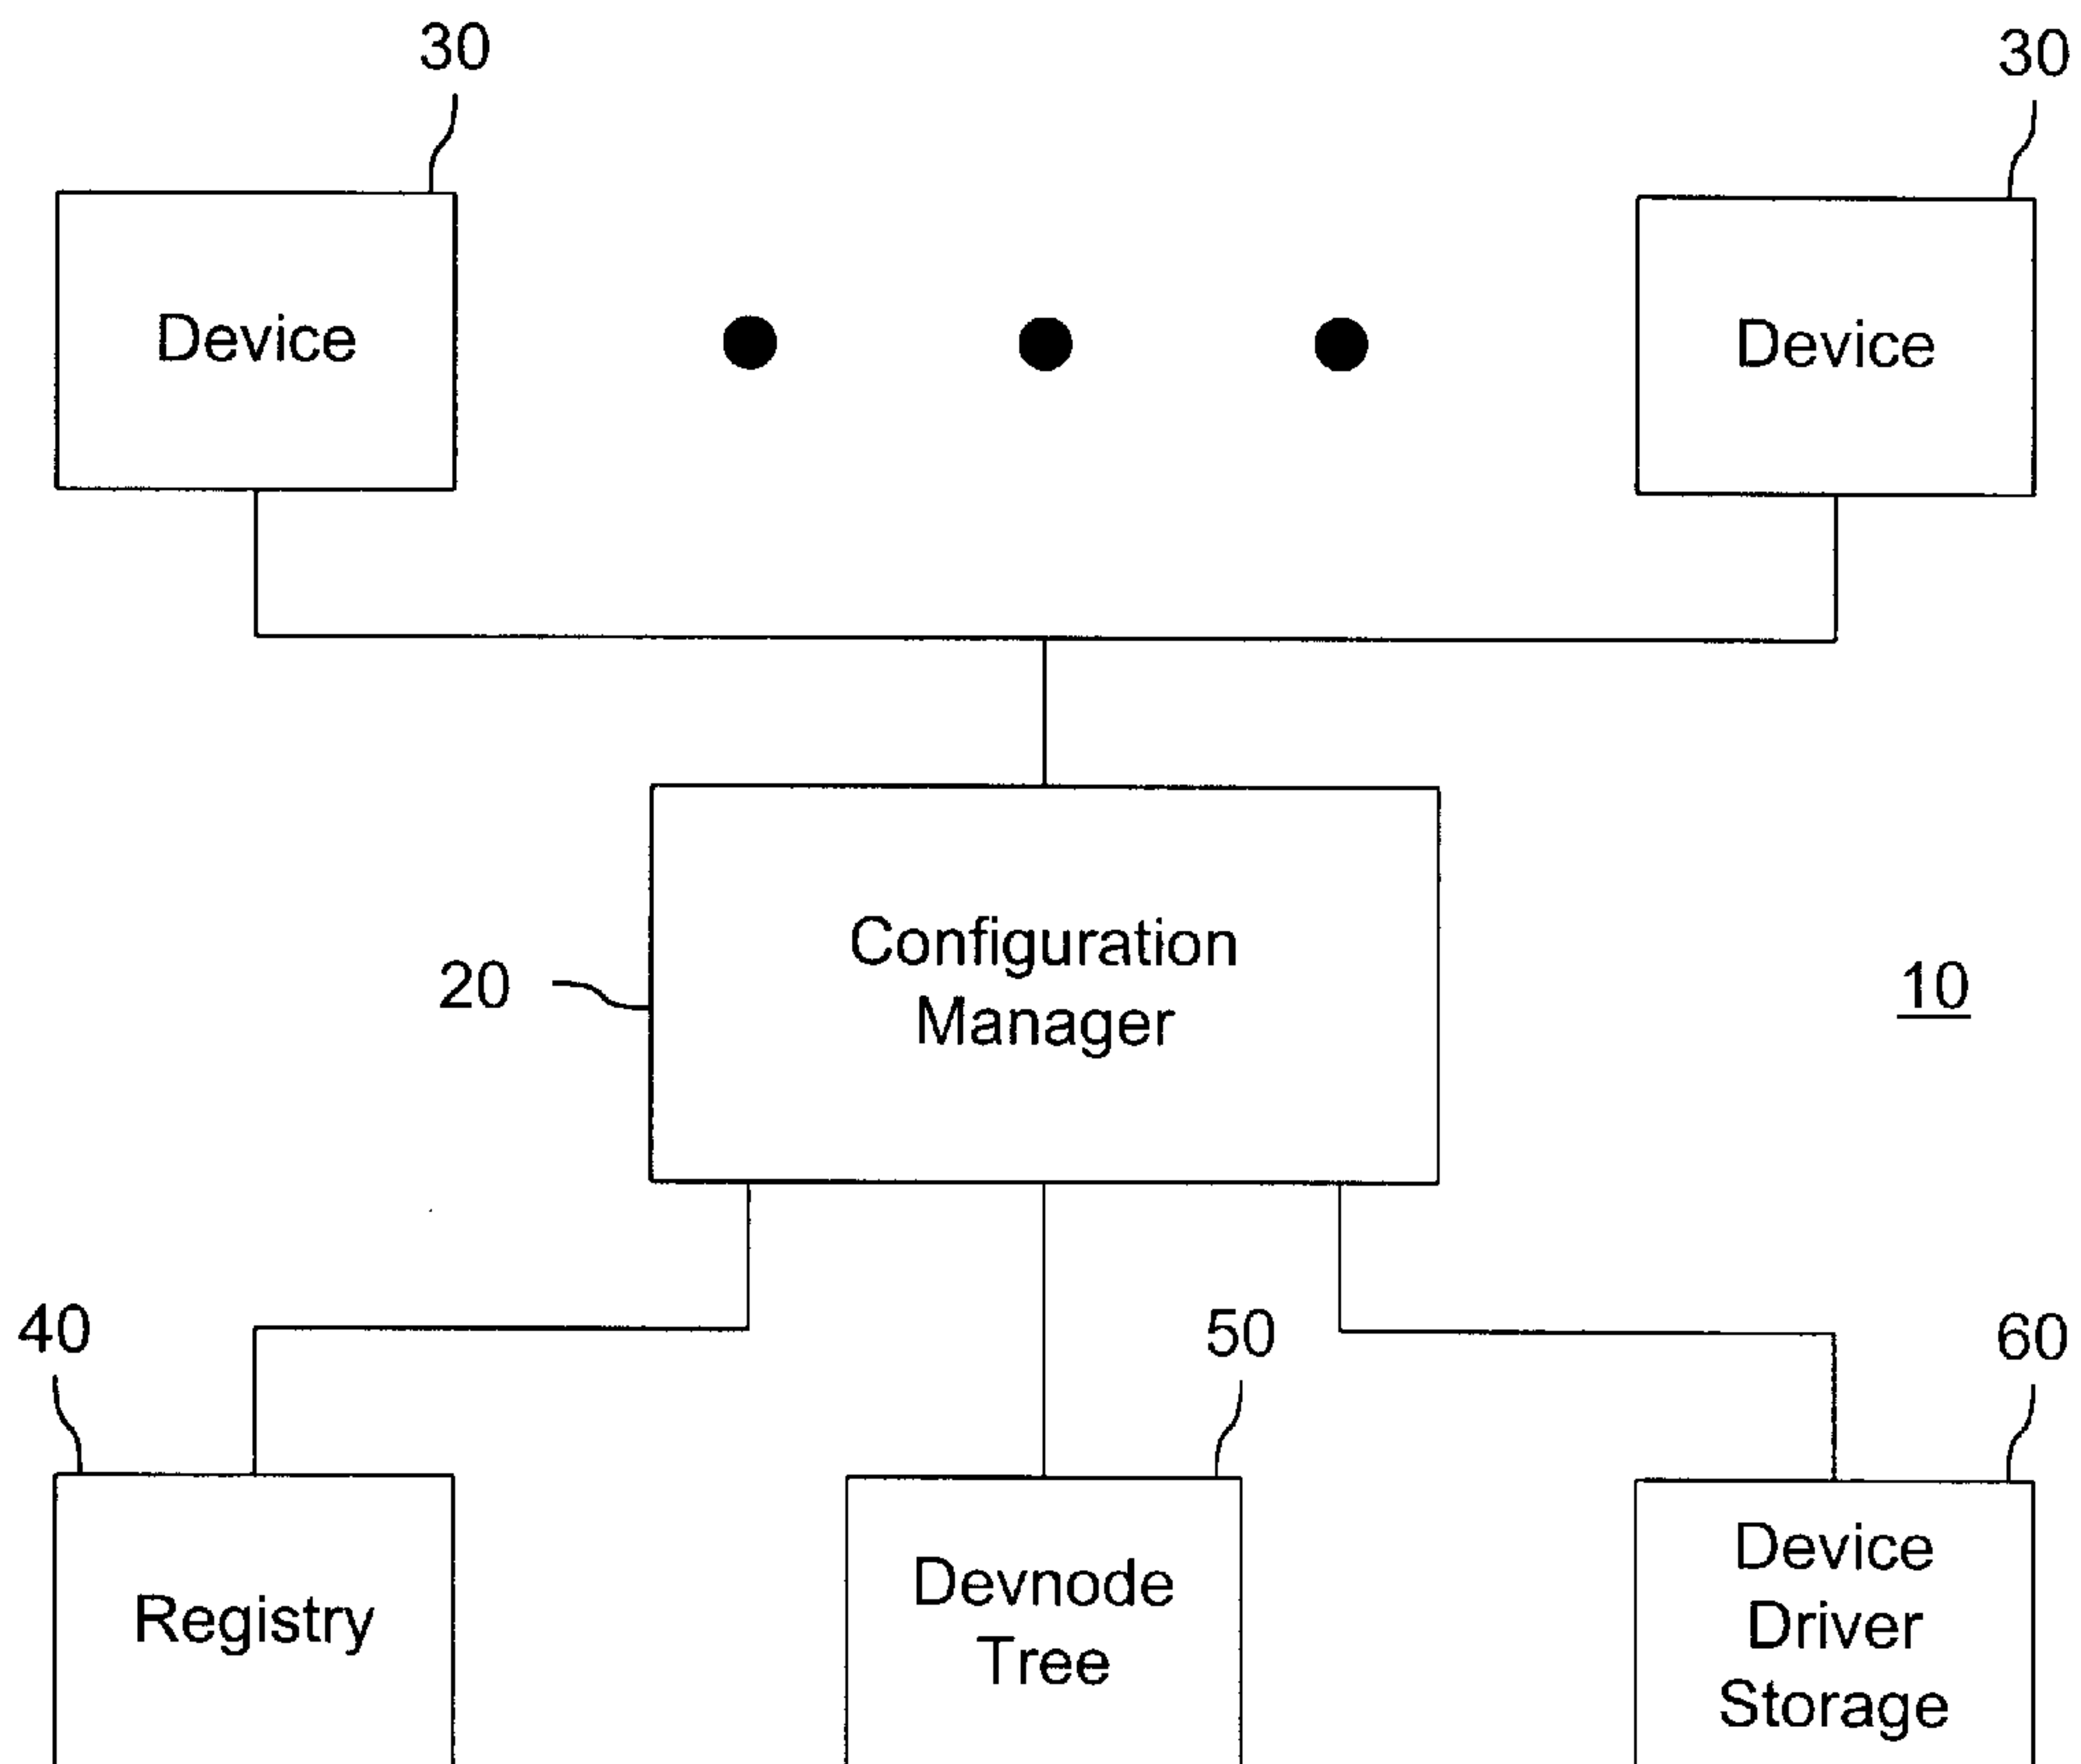 30
30
Device
Device
Configuration
Manager
20
10
40
50
60
Registry
Devnode
Tree
Device
Driver
Storage